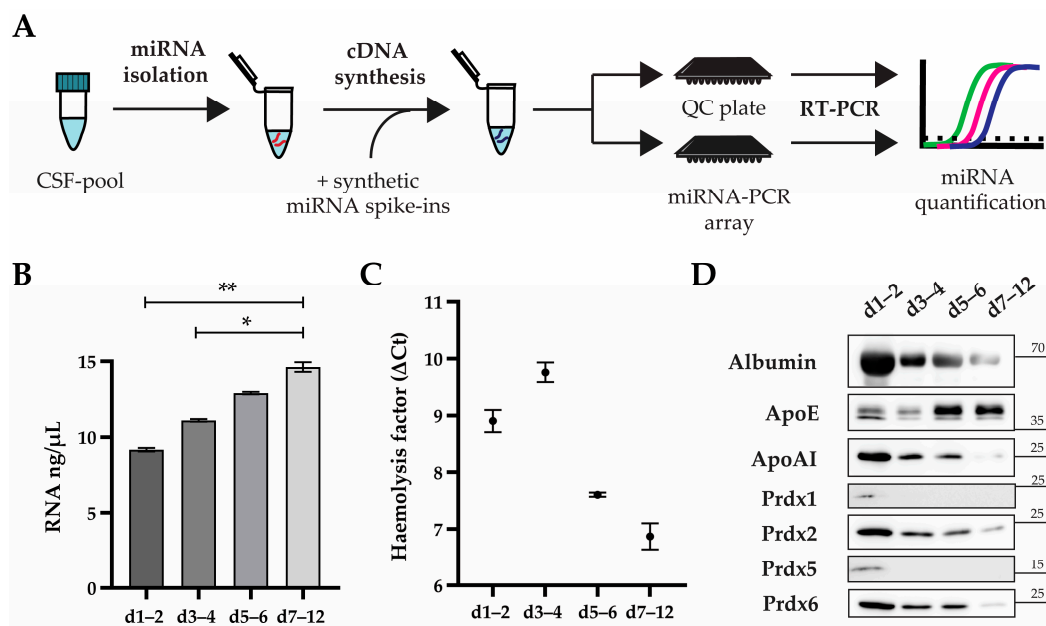 A
miRNA
isolation
cDNA
synthesis
CSF-pool
+ synthetic
miRNA spike-ins
QC plate
RT-PCR
miRNA-PCR
array
miRNA
quantification
B
**
*
RNA ng/μL
15
10
5
0
d1–2 d3–4 d5–6 d7–12
C
Haemolysis factor (ΔCt)
11
10
9
8
7
6
d1–2 d3–4 d5–6 d7–12
D
d1–2 d3–4 d5–6 d7–12
Albumin 70
ApoE 35
ApoAI 25
Prdx1 25
Prdx2 25
Prdx5 15
Prdx6 25